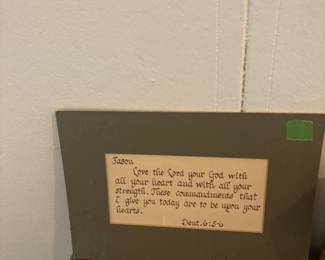 Jason
Love the Lord your God with
all your heart and with all your
strength. These commandments that
I give you today are to be upon your
hearts.
Deut. 6:5-6